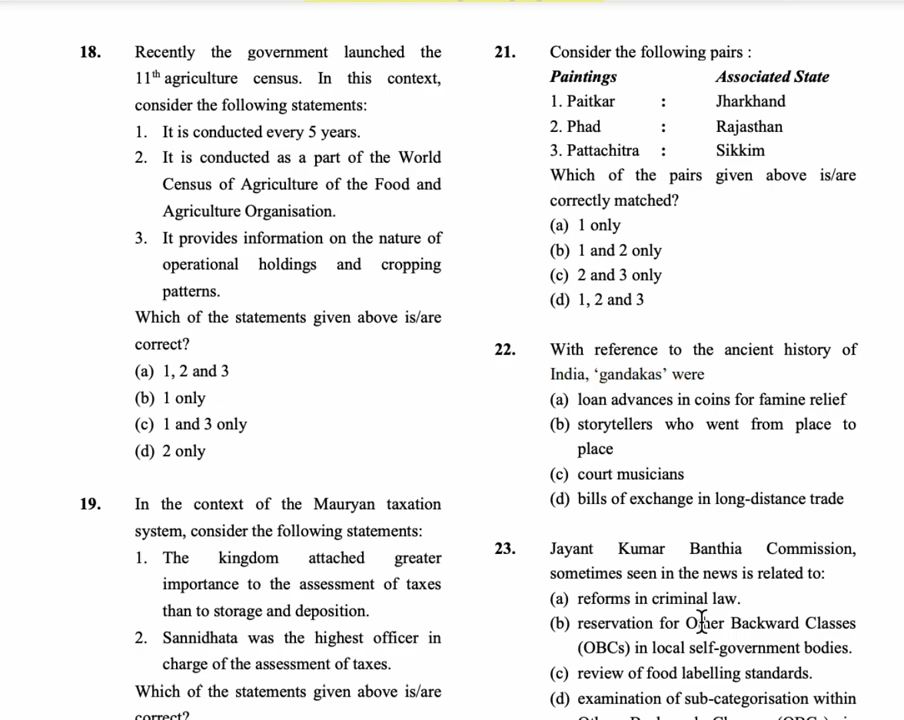 18. Recently the government launched the
11th agriculture census. In this context,
consider the following statements:
1. It is conducted every 5 years.
2. It is conducted as a part of the World
Census of Agriculture of the Food and
Agriculture Organisation.
3. It provides information on the nature of
operational holdings and cropping
patterns.
Which of the statements given above is/are
correct?
(a) 1, 2 and 3
(b) 1 only
(c) 1 and 3 only
(d) 2 only
19. In the context of the Mauryan taxation
system, consider the following statements:
1. The kingdom attached greater
importance to the assessment of taxes
than to storage and deposition.
2. Sannidhata was the highest officer in
charge of the assessment of taxes.
Which of the statements given above is/are
correct?
21. Consider the following pairs :
Paintings Associated State
1. Paitkar : Jharkhand
2. Phad : Rajasthan
3. Pattachitra : Sikkim
Which of the pairs given above is/are
correctly matched?
(a) 1 only
(b) 1 and 2 only
(c) 2 and 3 only
(d) 1, 2 and 3
22. With reference to the ancient history of
India, ‘gandakas’ were
(a) loan advances in coins for famine relief
(b) storytellers who went from place to
place
(c) court musicians
(d) bills of exchange in long-distance trade
23. Jayant Kumar Banthia Commission,
sometimes seen in the news is related to:
(a) reforms in criminal law.
(b) reservation for Other Backward Classes
(OBCs) in local self-government bodies.
(c) review of food labelling standards.
(d) examination of sub-categorisation within